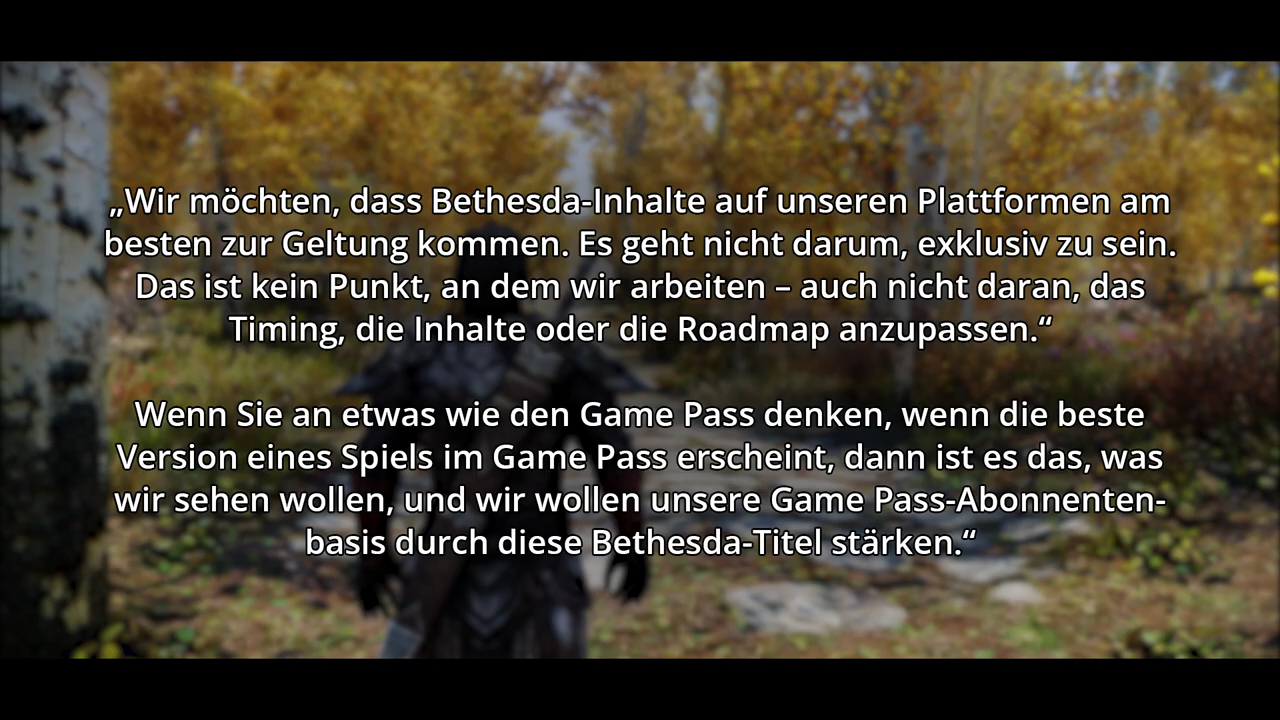 „Wir möchten, dass Bethesda-Inhalte auf unseren Plattformen am
besten zur Geltung kommen. Es geht nicht darum, exklusiv zu sein.
Das ist kein Punkt, an dem wir arbeiten – auch nicht daran, das
Timing, die Inhalte oder die Roadmap anzupassen.“
Wenn Sie an etwas wie den Game Pass denken, wenn die beste
Version eines Spiels im Game Pass erscheint, dann ist es das, was
wir sehen wollen, und wir wollen unsere Game Pass-Abonnenten-
basis durch diese Bethesda-Titel stärken.“